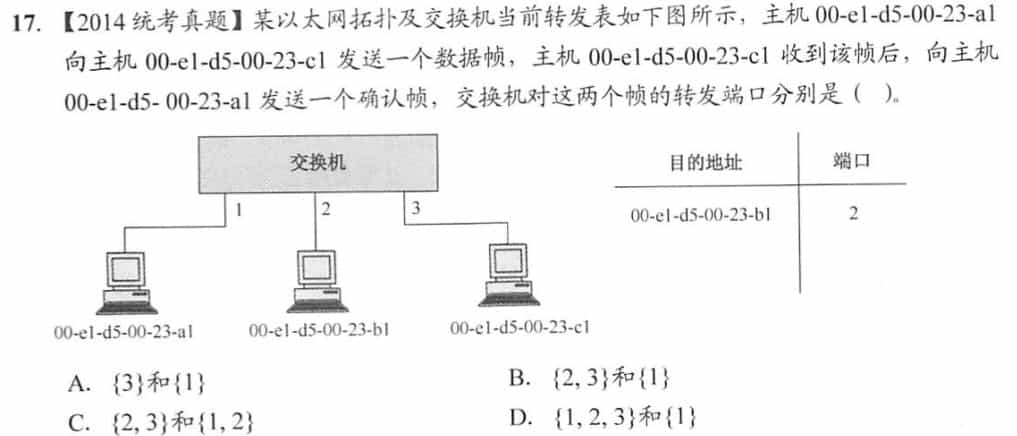 17. 【2014 统考真题】某以太网拓扑及交换机当前转发表如下图所示，主机 00-e1-d5-00-23-a1
向主机 00-e1-d5-00-23-c1 发送一个数据帧，主机 00-e1-d5-00-23-c1 收到该帧后，向主机
00-e1-d5- 00-23-a1 发送一个确认帧，交换机对这两个帧的转发端口分别是（　）。
交换机
1
2
3
00-e1-d5-00-23-a1
00-e1-d5-00-23-b1
00-e1-d5-00-23-c1
目的地址 端口
00-e1-d5-00-23-b1 2
A. {3}和{1}
B. {2, 3}和{1}
C. {2, 3}和{1, 2}
D. {1, 2, 3}和{1}